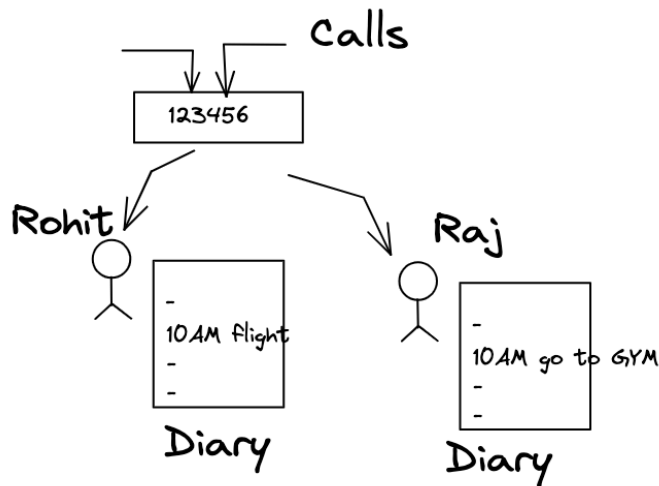 Calls
123456
Rohit
Raj
-
10AM flight
-
-
Diary
-
10AM go to GYM
-
-
Diary